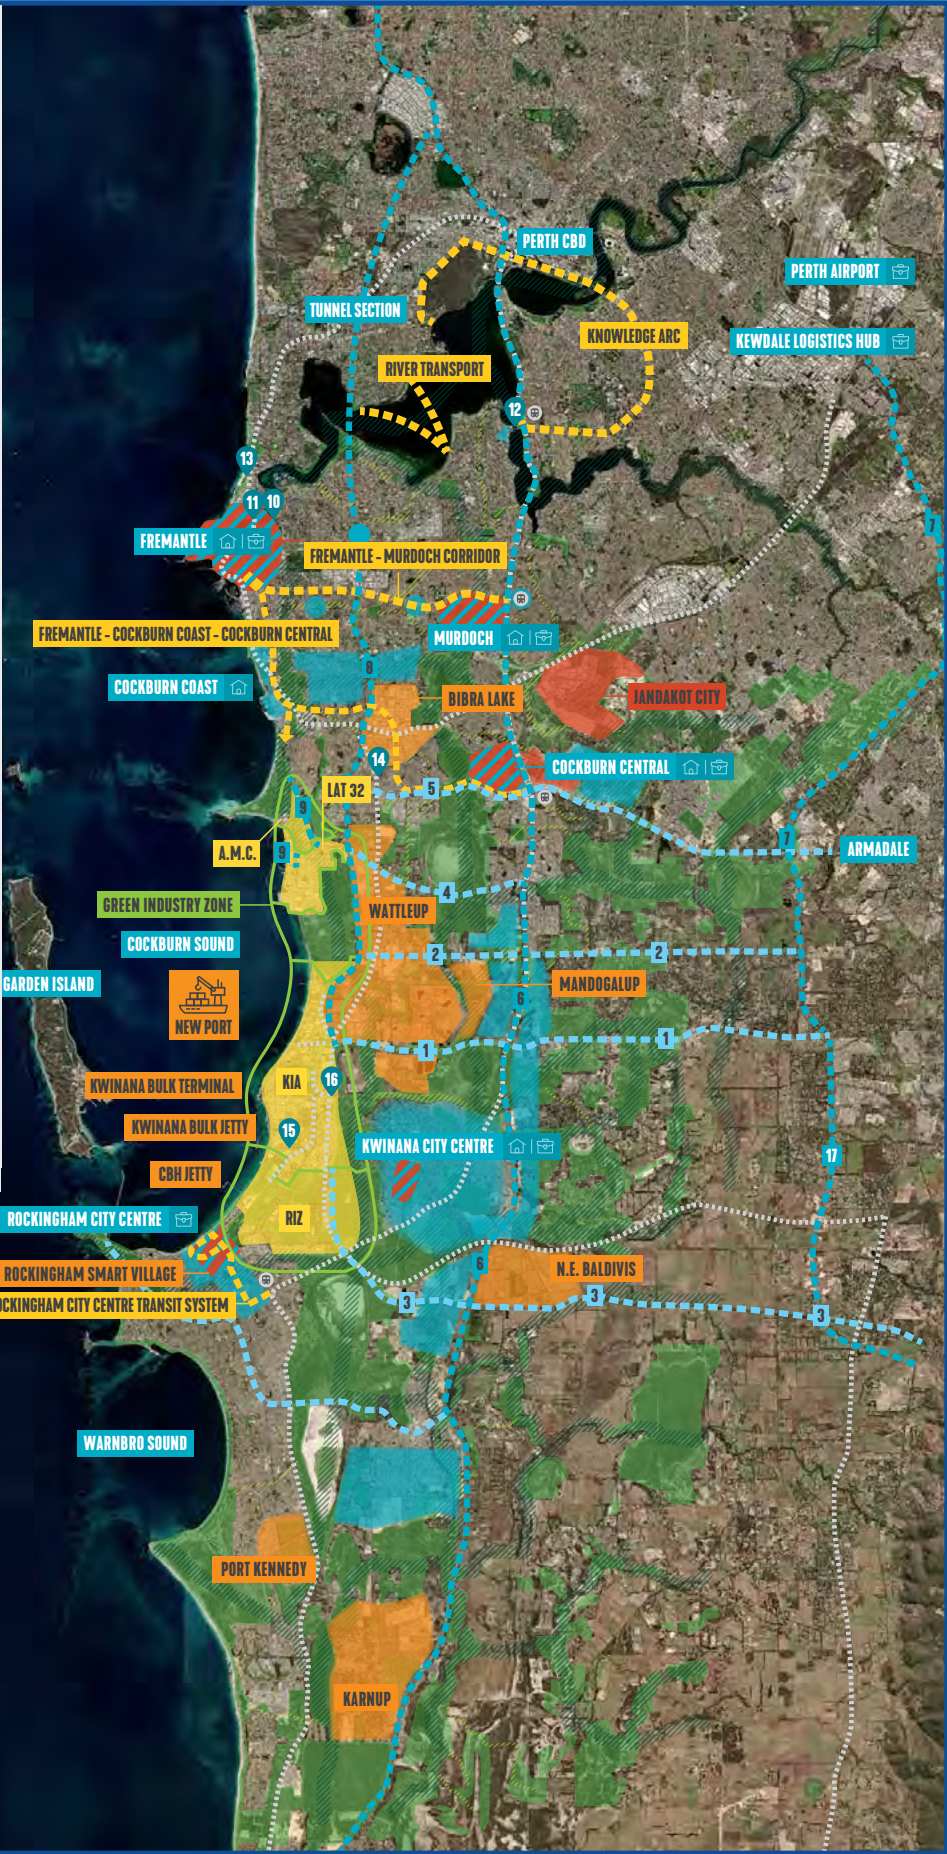 PERTH CBD
PERTH AIRPORT
TUNNEL SECTION
KNOWLEDGE ARC
KEWDALE LOGISTICS HUB
RIVER TRANSPORT
12
13
11
10
7
FREMANTLE
FREMANTLE - MURDOCH CORRIDOR
FREMANTLE - COCKBURN COAST - COCKBURN CENTRAL
MURDOCH
8
COCKBURN COAST
BIBRA LAKE
JANDAKOT CITY
14
COCKBURN CENTRAL
LAT 32
5
9
7
A.M.C.
9
ARMADALE
4
GREEN INDUSTRY ZONE
WATTLEUP
COCKBURN SOUND
2
2
GARDEN ISLAND
MANDOGALUP
6
NEW PORT
1
1
KIA
16
KWINANA BULK TERMINAL
KWINANA BULK JETTY
15
KWINANA CITY CENTRE
17
CBH JETTY
ROCKINGHAM CITY CENTRE
RIZ
6
N.E. BALDIVIS
ROCKINGHAM SMART VILLAGE
3
3
OCKINGHAM CITY CENTRE TRANSIT SYSTEM
3
WARNBRO SOUND
PORT KENNEDY
KARNUP